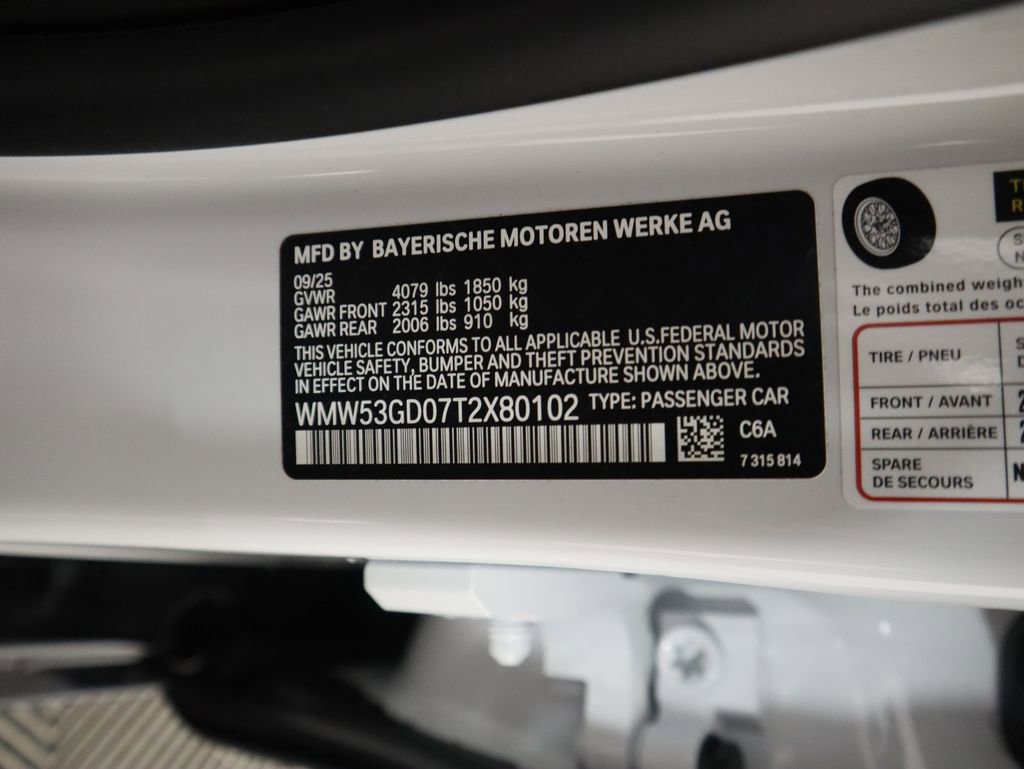 MFD BY BAYERISCHE MOTOREN WERKE AG
09/25
GVWR 4079 lbs 1850 kg
GAWR FRONT 2315 lbs 1050 kg
GAWR REAR 2006 lbs 910 kg
THIS VEHICLE CONFORMS TO ALL APPLICABLE U.S.FEDERAL MOTOR
VEHICLE SAFETY, BUMPER AND THEFT PREVENTION STANDARDS
IN EFFECT ON THE DATE OF MANUFACTURE SHOWN ABOVE.
WMW53GD07T2X80102 TYPE: PASSENGER CAR
C6A
7 315 814
The combined
Le poids total des
TIRE / PNEU
FRONT / AVANT
REAR / ARRIÈRE
SPARE
DE SECOURS